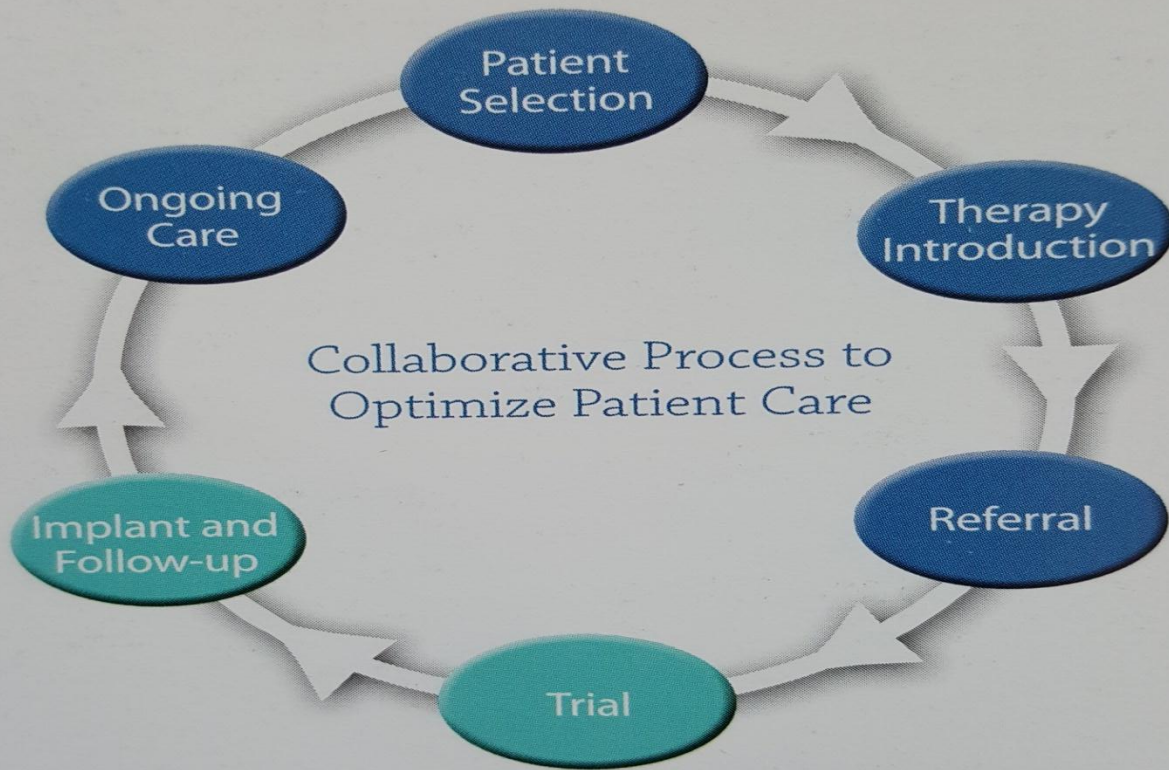 Patient
Selection
Therapy
Introduction
Referral
Trial
Implant and
Follow-up
Ongoing
Care
Collaborative Process to
Optimize Patient Care